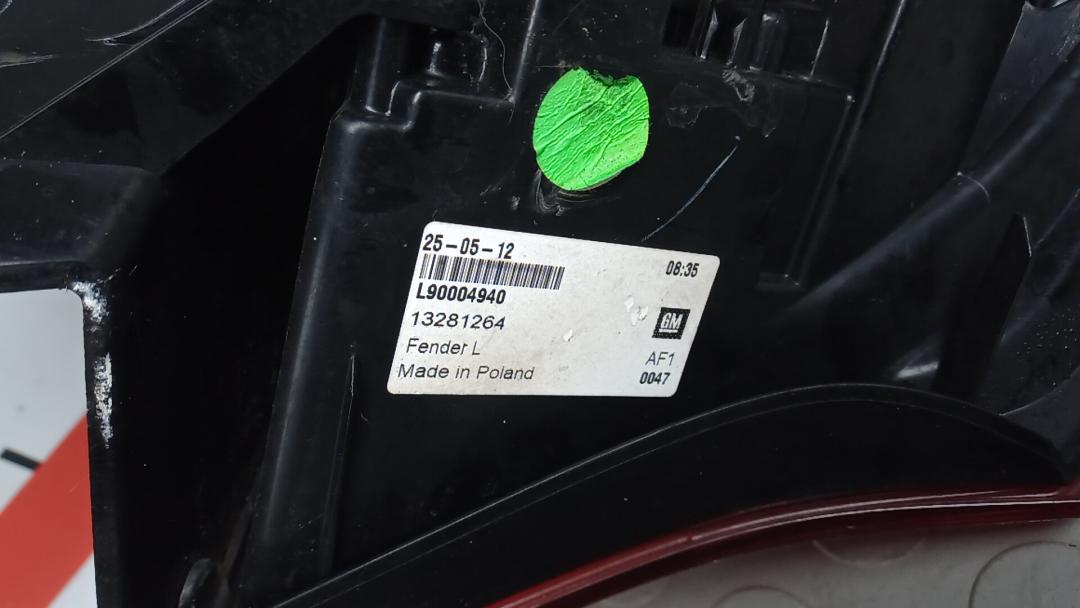 25-05-12
08:35
L90004940
13281264
GM
Fender L
AF1
Made in Poland
0047